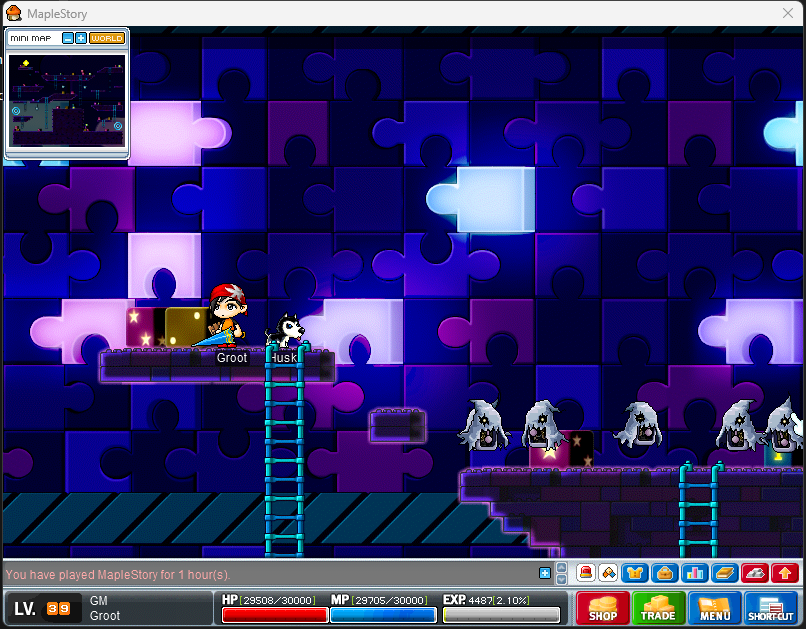 MapleStory
MINI MAP
WORLD
Groot
Husk
You have played MapleStory for 1 hour(s).
LV. 39
GM
Groot
HP[29508/30000] MP[29705/30000] EXP. 4487[2.10%]
SHOP TRADE MENU SHORTCUT